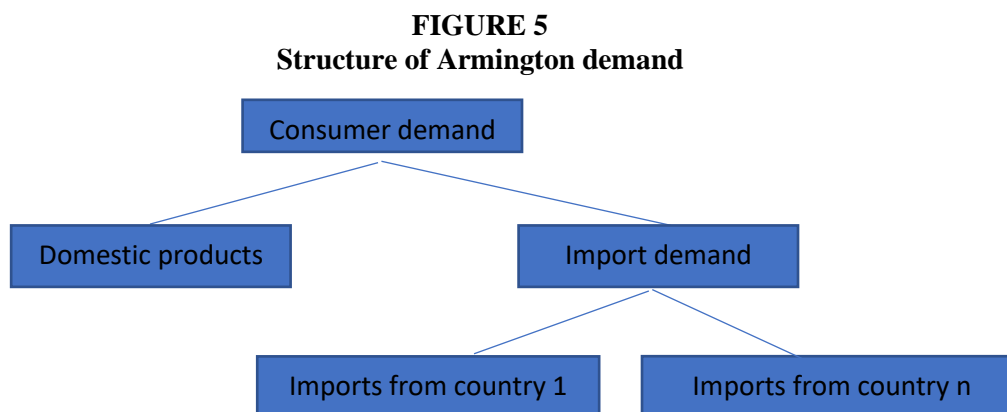 FIGURE 5
Structure of Armington demand
Consumer demand
Domestic products
Import demand
Imports from country 1
Imports from country n